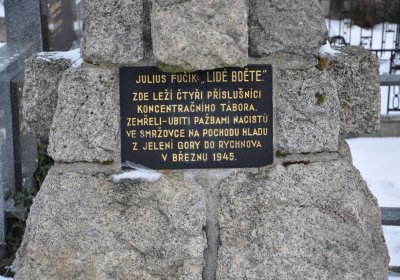 JULIUS FUČÍK: „LIDÉ BDĚTE.“
ZDE LEŽÍ ČTYŘI PŘÍSLUŠNÍCI
KONCENTRAČNÍHO TÁBORA.
ZEMŘELI-UBITI PAŽBAMI NACISTŮ
VE SMRŽOVCE NA POCHODU HLADU
Z JELENÍ GORY DO RYCHNOVA
V BŘEZNU 1945.